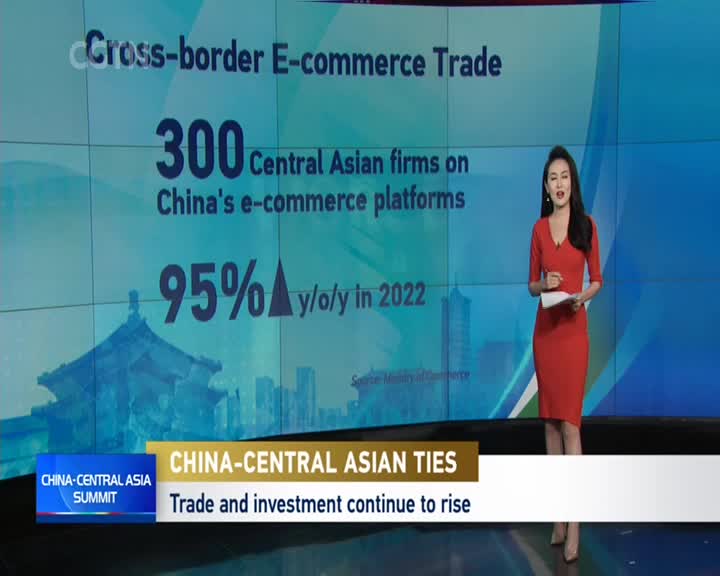 Cross-border E-commerce Trade
300 Central Asian firms on
China's e-commerce platforms
95% y/o/y in 2022
Source: Ministry of Commerce
CHINA-CENTRAL ASIAN TIES
CHINA-CENTRAL ASIA
SUMMIT
Trade and investment continue to rise